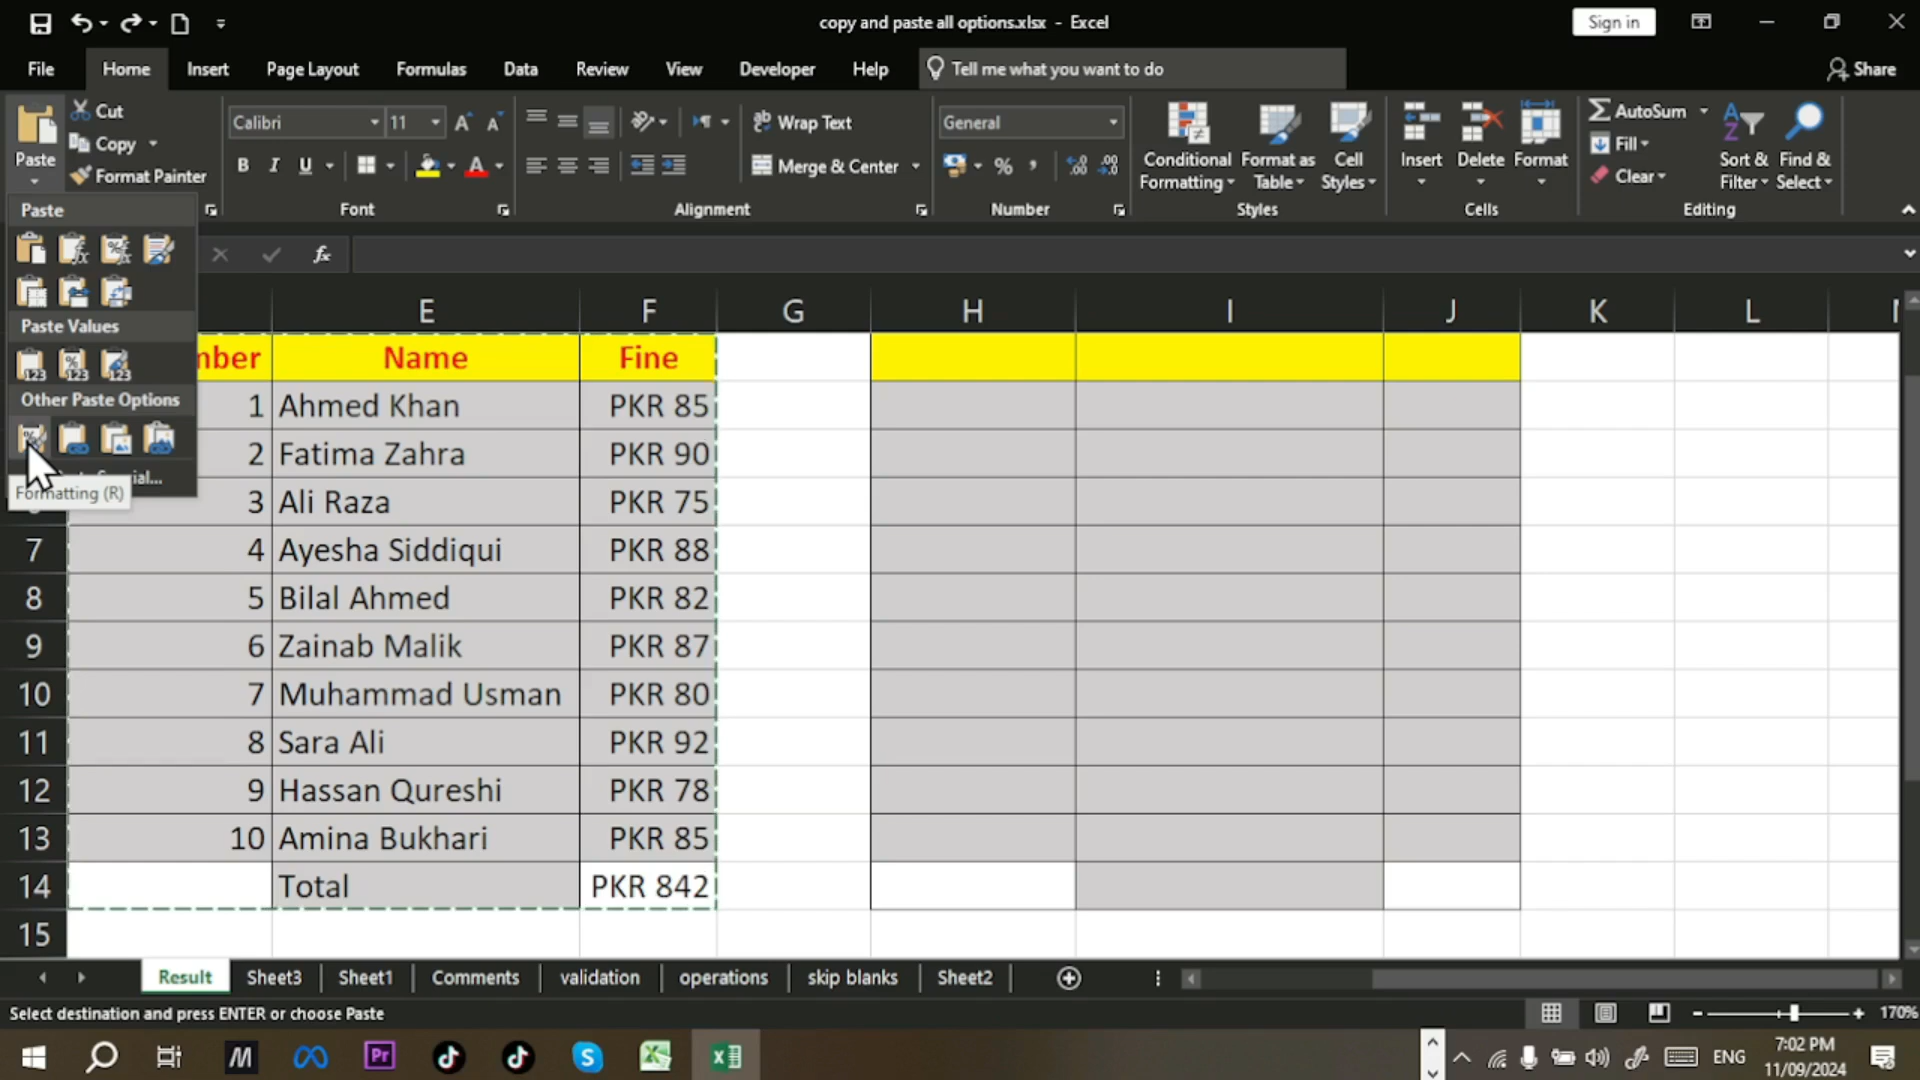 copy and paste all options.xlsx - Excel
Sign in
File Home Insert Page Layout Formulas Data Review View Developer Help Tell me what you want to do Share
Paste
Cut
Copy
Format Painter
Calibri 11
B I U
Font
Wrap Text
Merge & Center
Alignment
General
Number
Conditional Formatting
Format as Table
Cell Styles
Styles
Insert Delete Format
Cells
AutoSum
Fill
Clear
Sort & Filter
Find & Select
Editing
Paste
Paste Values
Other Paste Options
Formatting (R)
fx
E F G H I J K L
Name Fine
1 Ahmed Khan PKR 85
2 Fatima Zahra PKR 90
3 Ali Raza PKR 75
7 4 Ayesha Siddiqui PKR 88
8 5 Bilal Ahmed PKR 82
9 6 Zainab Malik PKR 87
10 7 Muhammad Usman PKR 80
11 8 Sara Ali PKR 92
12 9 Hassan Qureshi PKR 78
13 10 Amina Bukhari PKR 85
14 Total PKR 842
15
Result Sheet3 Sheet1 Comments validation operations skip blanks Sheet2
Select destination and press ENTER or choose Paste
170%
ENG
7:02 PM
11/09/2024